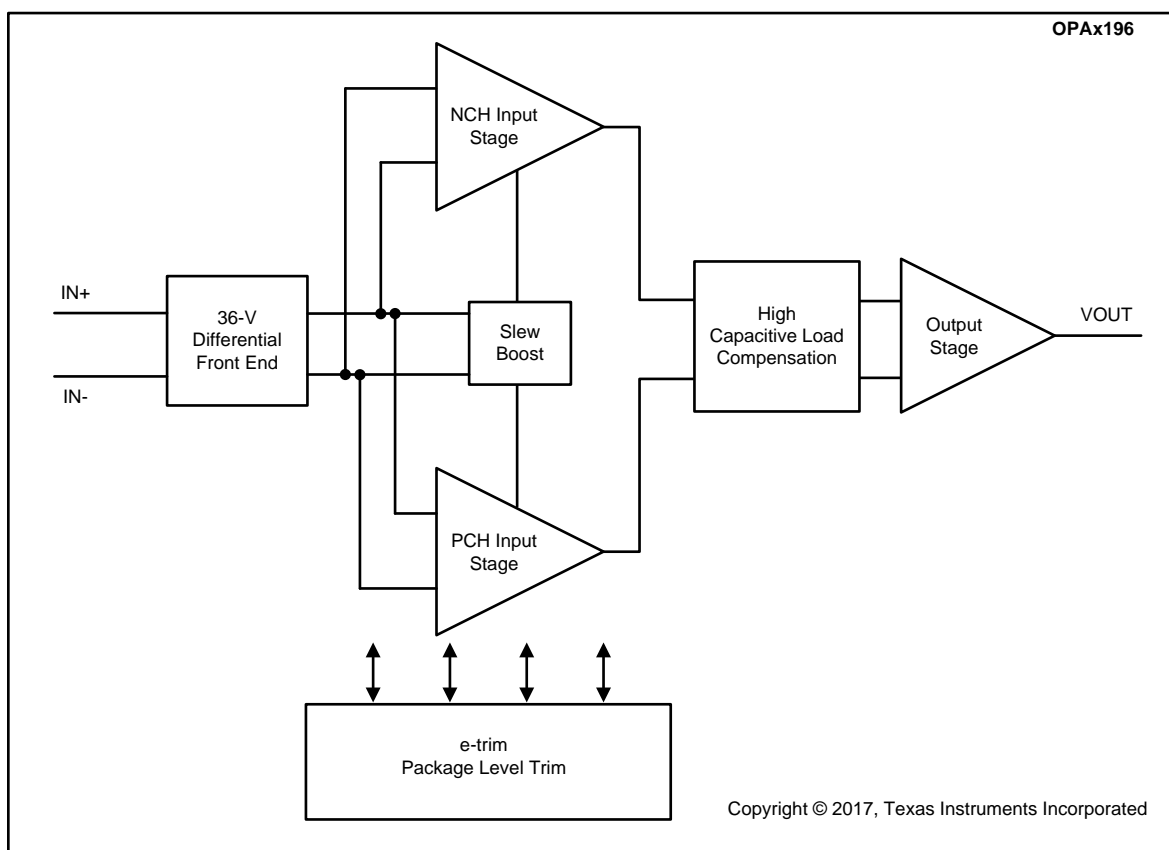 OPAx196
NCH Input
Stage
IN+
36-V
Differential
Front End
IN-
Slew
Boost
High
Capacitive Load
Compensation
Output
Stage
VOUT
PCH Input
Stage
e-trim
Package Level Trim
Copyright © 2017, Texas Instruments Incorporated